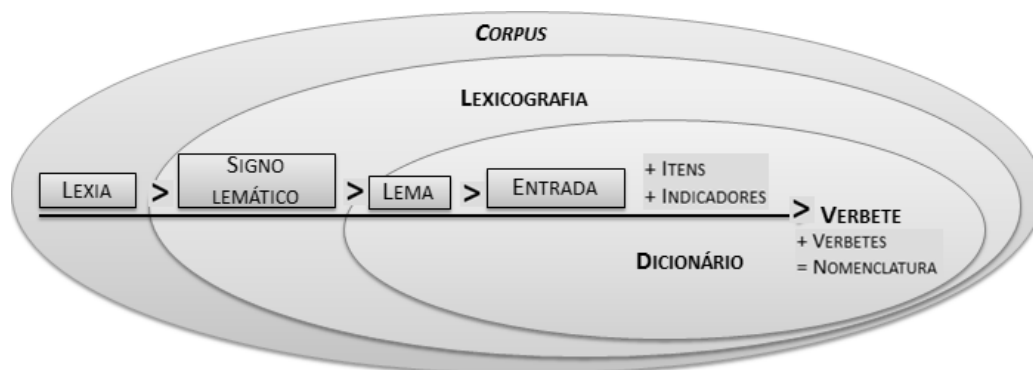 CORPUS
LEXICOGRAFIA
LEXIA > SIGNO LEMÁTICO > LEMA > ENTRADA
+ ITENS
+ INDICADORES
> VERBETE
+ VERBETES
= NOMENCLATURA
DICIONÁRIO